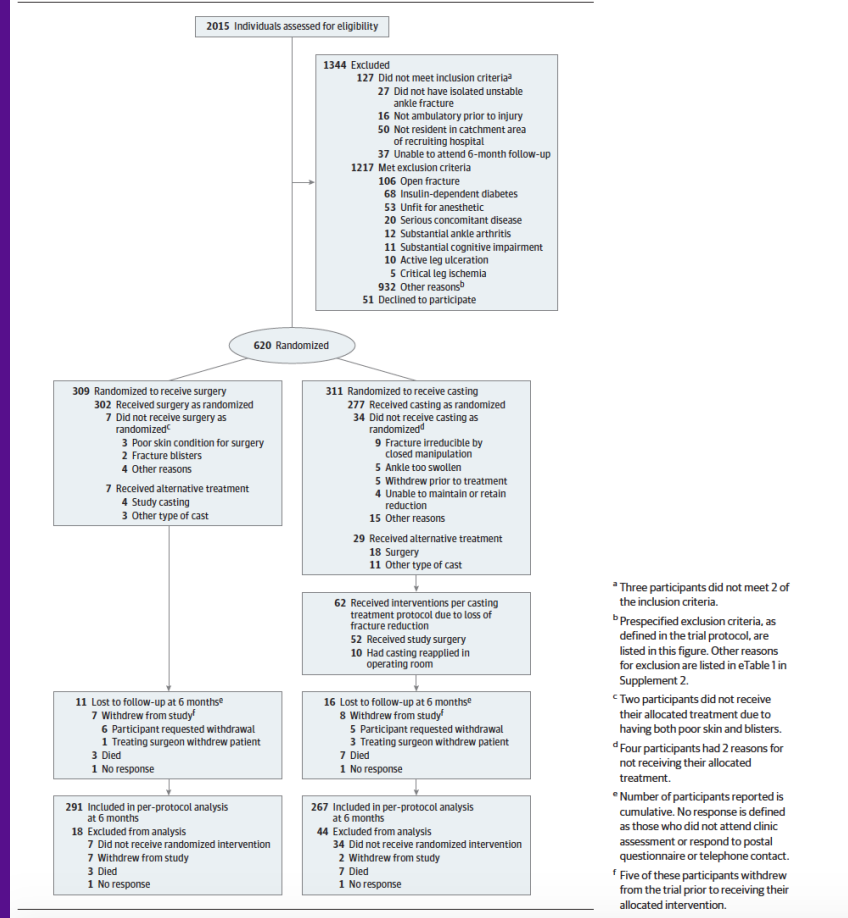 2015 Individuals assessed for eligibility
1344 Excluded
127 Did not meet inclusion criteriaª
27 Did not have isolated unstable
ankle fracture
16 Not ambulatory prior to injury
50 Not resident in catchment area
of recruiting hospital
37 Unable to attend 6-month follow-up
1217 Met exclusion criteria
106 Open fracture
68 Insulin-dependent diabetes
53 Unfit for anesthetic
20 Serious concomitant disease
12 Substantial ankle arthritis
11 Substantial cognitive impairment
10 Active leg ulceration
5 Critical leg ischemia
932 Other reasonsᵇ
51 Declined to participate
620 Randomized
309 Randomized to receive surgery
302 Received surgery as randomized
7 Did not receive surgery as
randomizedᶜ
3 Poor skin condition for surgery
2 Fracture blisters
4 Other reasons
7 Received alternative treatment
4 Study casting
3 Other type of cast
311 Randomized to receive casting
277 Received casting as randomized
34 Did not receive casting as
randomizedᵈ
9 Fracture irreducible by
closed manipulation
5 Ankle too swollen
5 Withdrew prior to treatment
4 Unable to maintain or retain
reduction
15 Other reasons
29 Received alternative treatment
18 Surgery
11 Other type of cast
62 Received interventions per casting
treatment protocol due to loss of
fracture reduction
52 Received study surgery
10 Had casting reapplied in
operating room
11 Lost to follow-up at 6 monthsᵉ
7 Withdrew from studyᶠ
6 Participant requested withdrawal
1 Treating surgeon withdrew patient
3 Died
1 No response
16 Lost to follow-up at 6 monthsᵉ
8 Withdrew from studyᶠ
5 Participant requested withdrawal
3 Treating surgeon withdrew patient
7 Died
1 No response
291 Included in per-protocol analysis
at 6 months
18 Excluded from analysis
7 Did not receive randomized intervention
7 Withdrew from study
3 Died
1 No response
267 Included in per-protocol analysis
at 6 months
44 Excluded from analysis
34 Did not receive randomized intervention
2 Withdrew from study
7 Died
1 No response
ª Three participants did not meet 2 of
the inclusion criteria.
ᵇ Prespecified exclusion criteria, as
defined in the trial protocol, are
listed in this figure. Other reasons
for exclusion are listed in eTable 1 in
Supplement 2.
ᶜ Two participants did not receive
their allocated treatment due to
having both poor skin and blisters.
ᵈ Four participants had 2 reasons for
not receiving their allocated
treatment.
ᵉ Number of participants reported is
cumulative. No response is defined
as those who did not attend clinic
assessment or respond to postal
questionnaire or telephone contact.
ᶠ Five of these participants withdrew
from the trial prior to receiving their
allocated intervention.